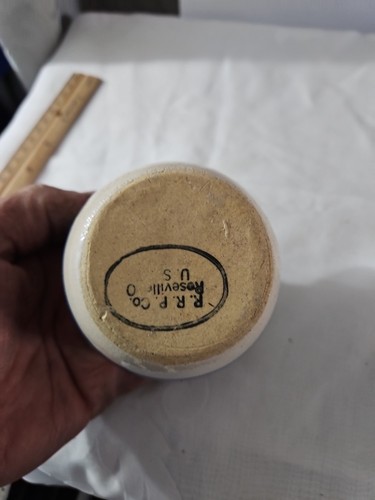 R. R. P. Co.
Roseville O
U. S